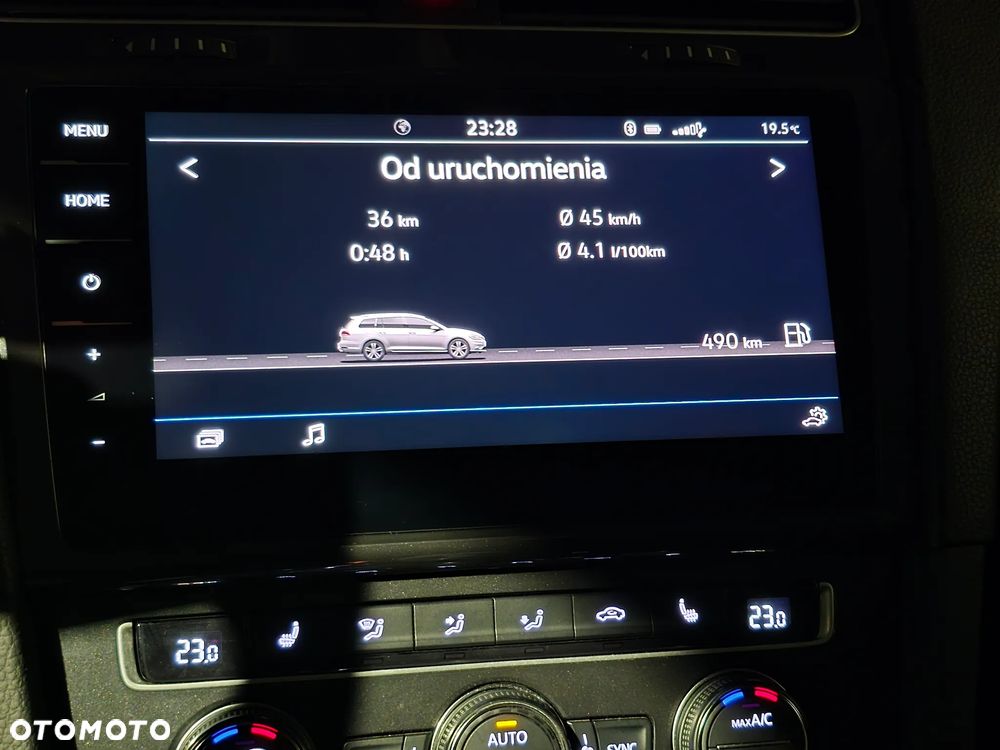 MENU
HOME
23:28
19.5°C
< Od uruchomienia >
36 km
Ø 45 km/h
0:48 h
Ø 4.1 l/100km
490 km
+
-
23.0
23.0
AUTO
SYNC
MAX A/C
OTOMOTO